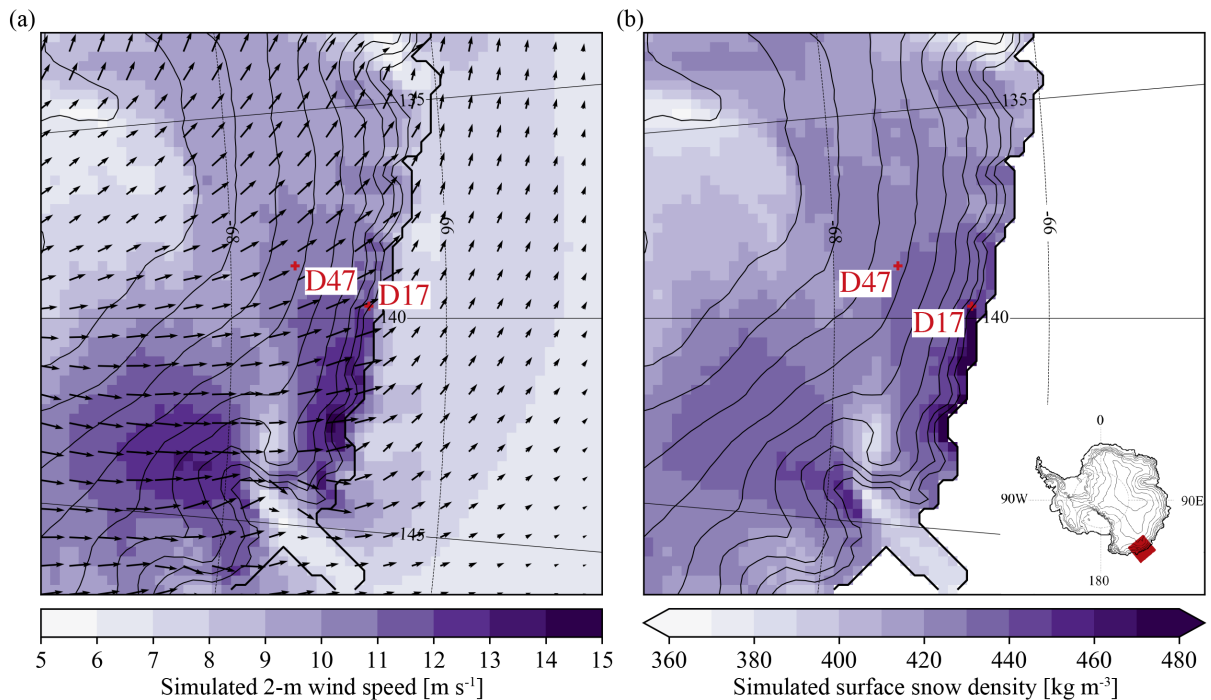 (a)
(b)
135
135
-68
-66
-68
-66
D47
D17
D47
D17
140
140
145
0
90W
90E
180
5 6 7 8 9 10 11 12 13 14 15
360 380 400 420 440 460 480
Simulated 2-m wind speed [m s⁻¹]
Simulated surface snow density [kg m⁻³]